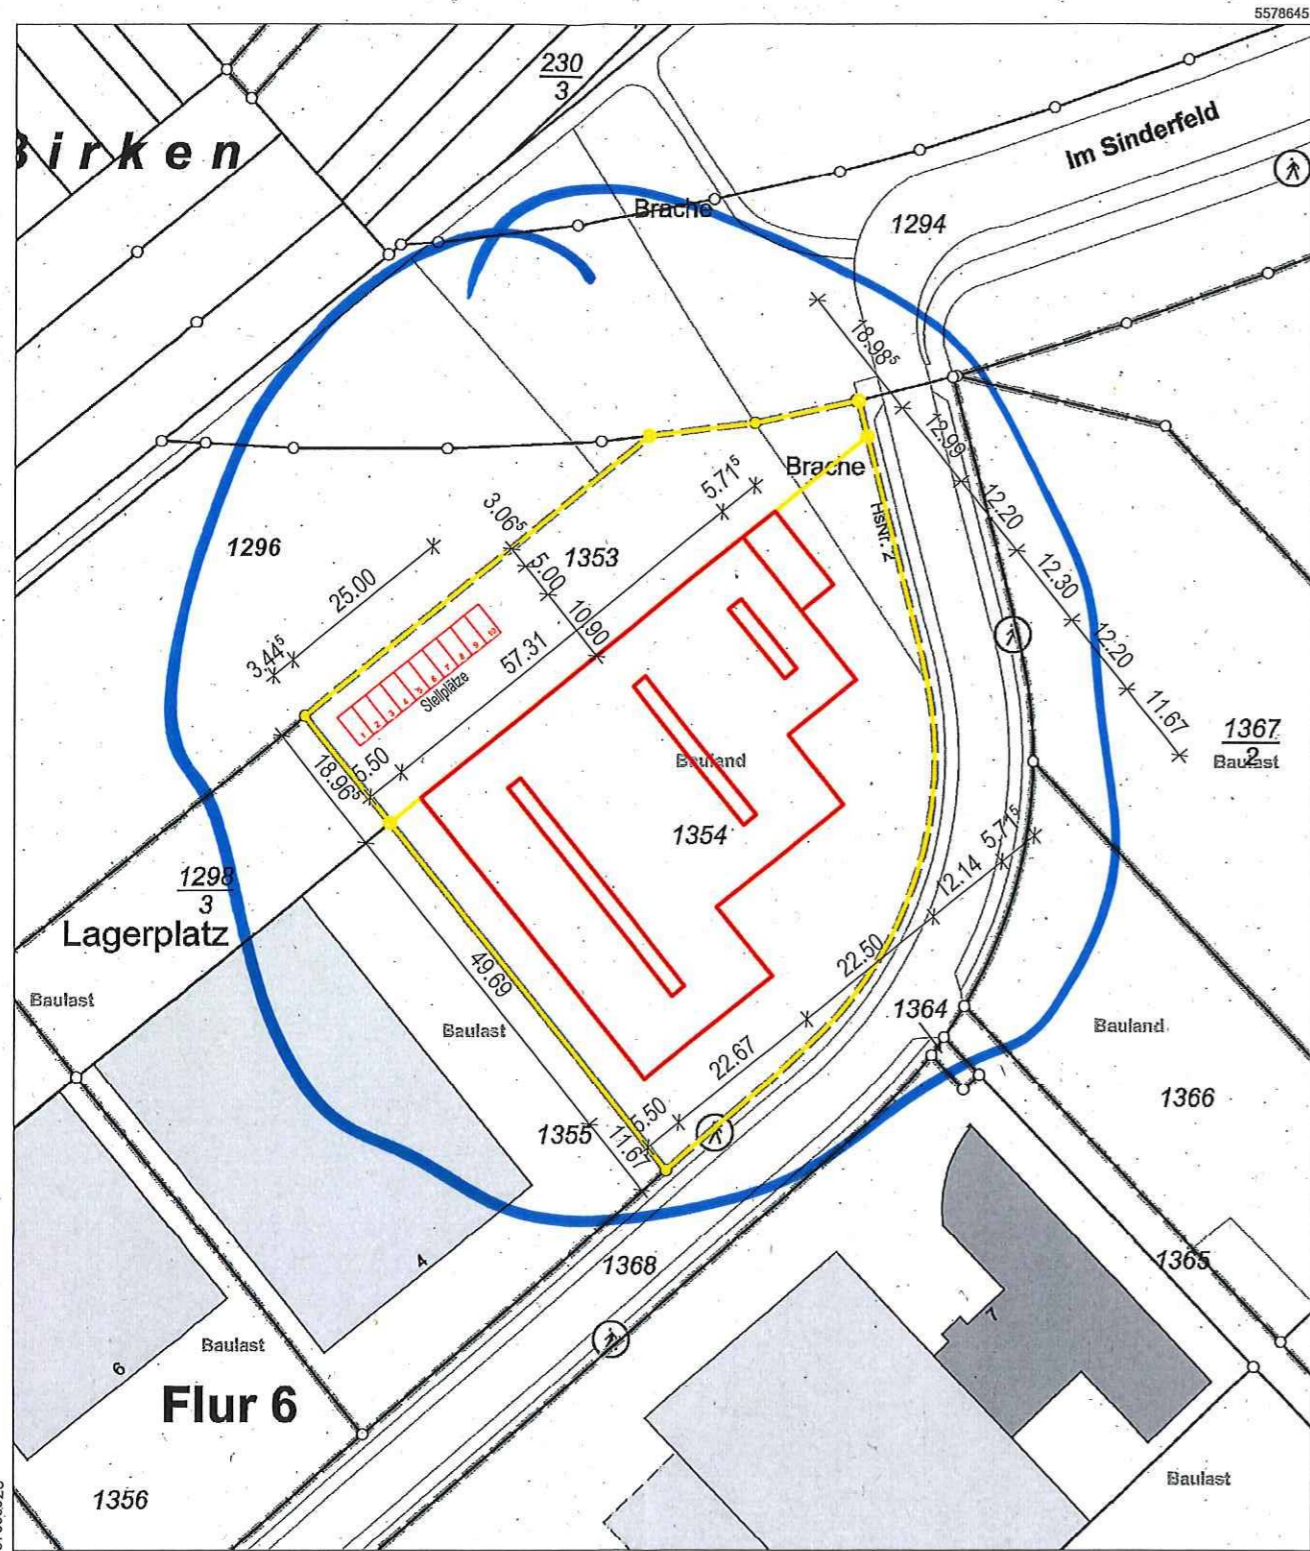 5578645
230
3
Birken
Im Sinderfeld
Brache
1294
18.98⁵
12.99
12.20
12.30
12.20
11.67
Brache
5.71⁵
HsNr. 2
3.06⁵
1353
5.00
10.90
57.31
1296
25.00
3.44⁵
1 2 3 4 5 6 7 8 9 10
Stellplätze
18.96⁵
5.50
Bauland
1354
1367
2
Baulast
5.71⁵
12.14
22.50
22.67
5.50
1298
3
Lagerplatz
Baulast
49.69
Baulast
1364
Bauland
1366
1355
11.67
1368
1365
4
7
6
Baulast
Flur 6
1356
Baulast